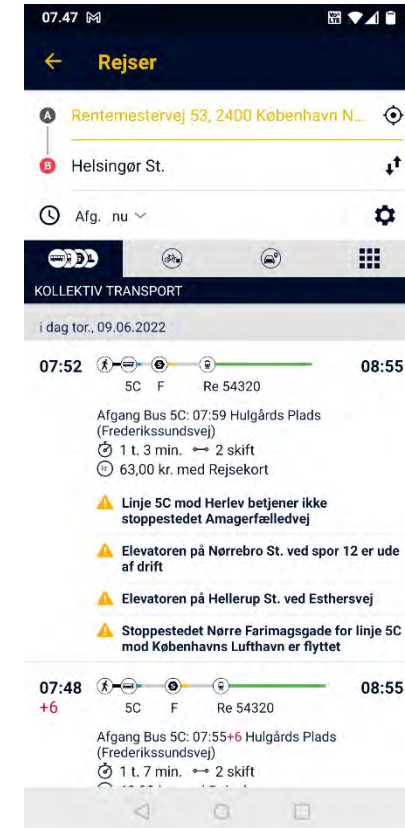 07.47
Rejser
A Rentemestervej 53, 2400 København N...
B Helsingør St.
Afg. nu
KOLLEKTIV TRANSPORT
i dag tor., 09.06.2022
07:52 08:55
5C F Re 54320
Afgang Bus 5C: 07:59 Hulgårds Plads
(Frederikssundsvej)
1 t. 3 min. 2 skift
kr 63,00 kr. med Rejsekort
Linje 5C mod Herlev betjener ikke
stoppestedet Amagerfælledvej
Elevatoren på Nørrebro St. ved spor 12 er ude
af drift
Elevatoren på Hellerup St. ved Esthersvej
Stoppestedet Nørre Farimagsgade for linje 5C
mod Københavns Lufthavn er flyttet
07:48 08:55
+6
5C F Re 54320
Afgang Bus 5C: 07:55+6 Hulgårds Plads
(Frederikssundsvej)
1 t. 7 min. 2 skift